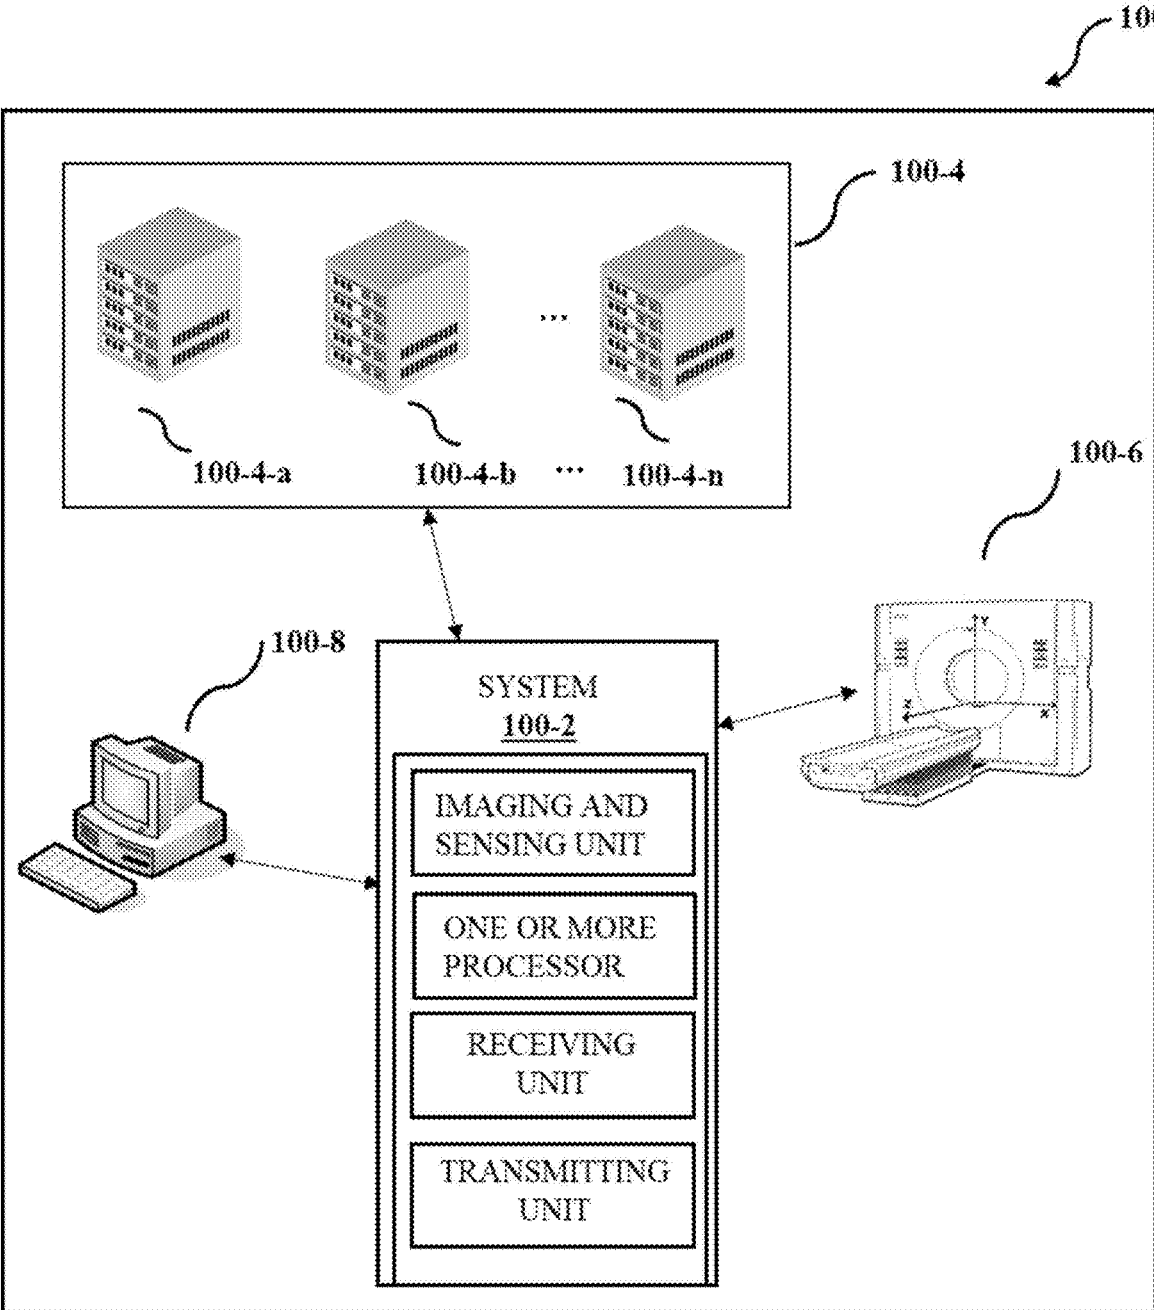 100-4
...
100-4-a
100-4-b
...
100-4-n
100-6
100-8
SYSTEM
100-2
Y
X
IMAGING AND
SENSING UNIT
ONE OR MORE
PROCESSOR
RECEIVING
UNIT
TRANSMITTING
UNIT